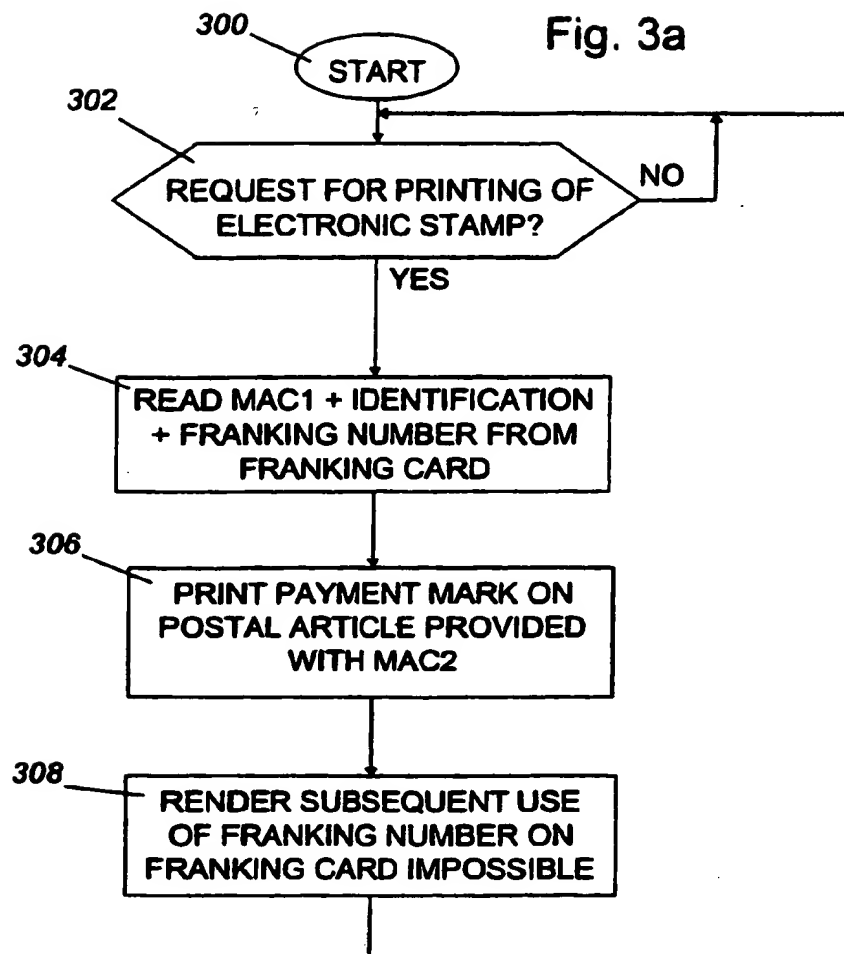 300
Fig. 3a
START
302
REQUEST FOR PRINTING OF
ELECTRONIC STAMP?
NO
YES
304
READ MAC1 + IDENTIFICATION
+ FRANKING NUMBER FROM
FRANKING CARD
306
PRINT PAYMENT MARK ON
POSTAL ARTICLE PROVIDED
WITH MAC2
308
RENDER SUBSEQUENT USE
OF FRANKING NUMBER ON
FRANKING CARD IMPOSSIBLE